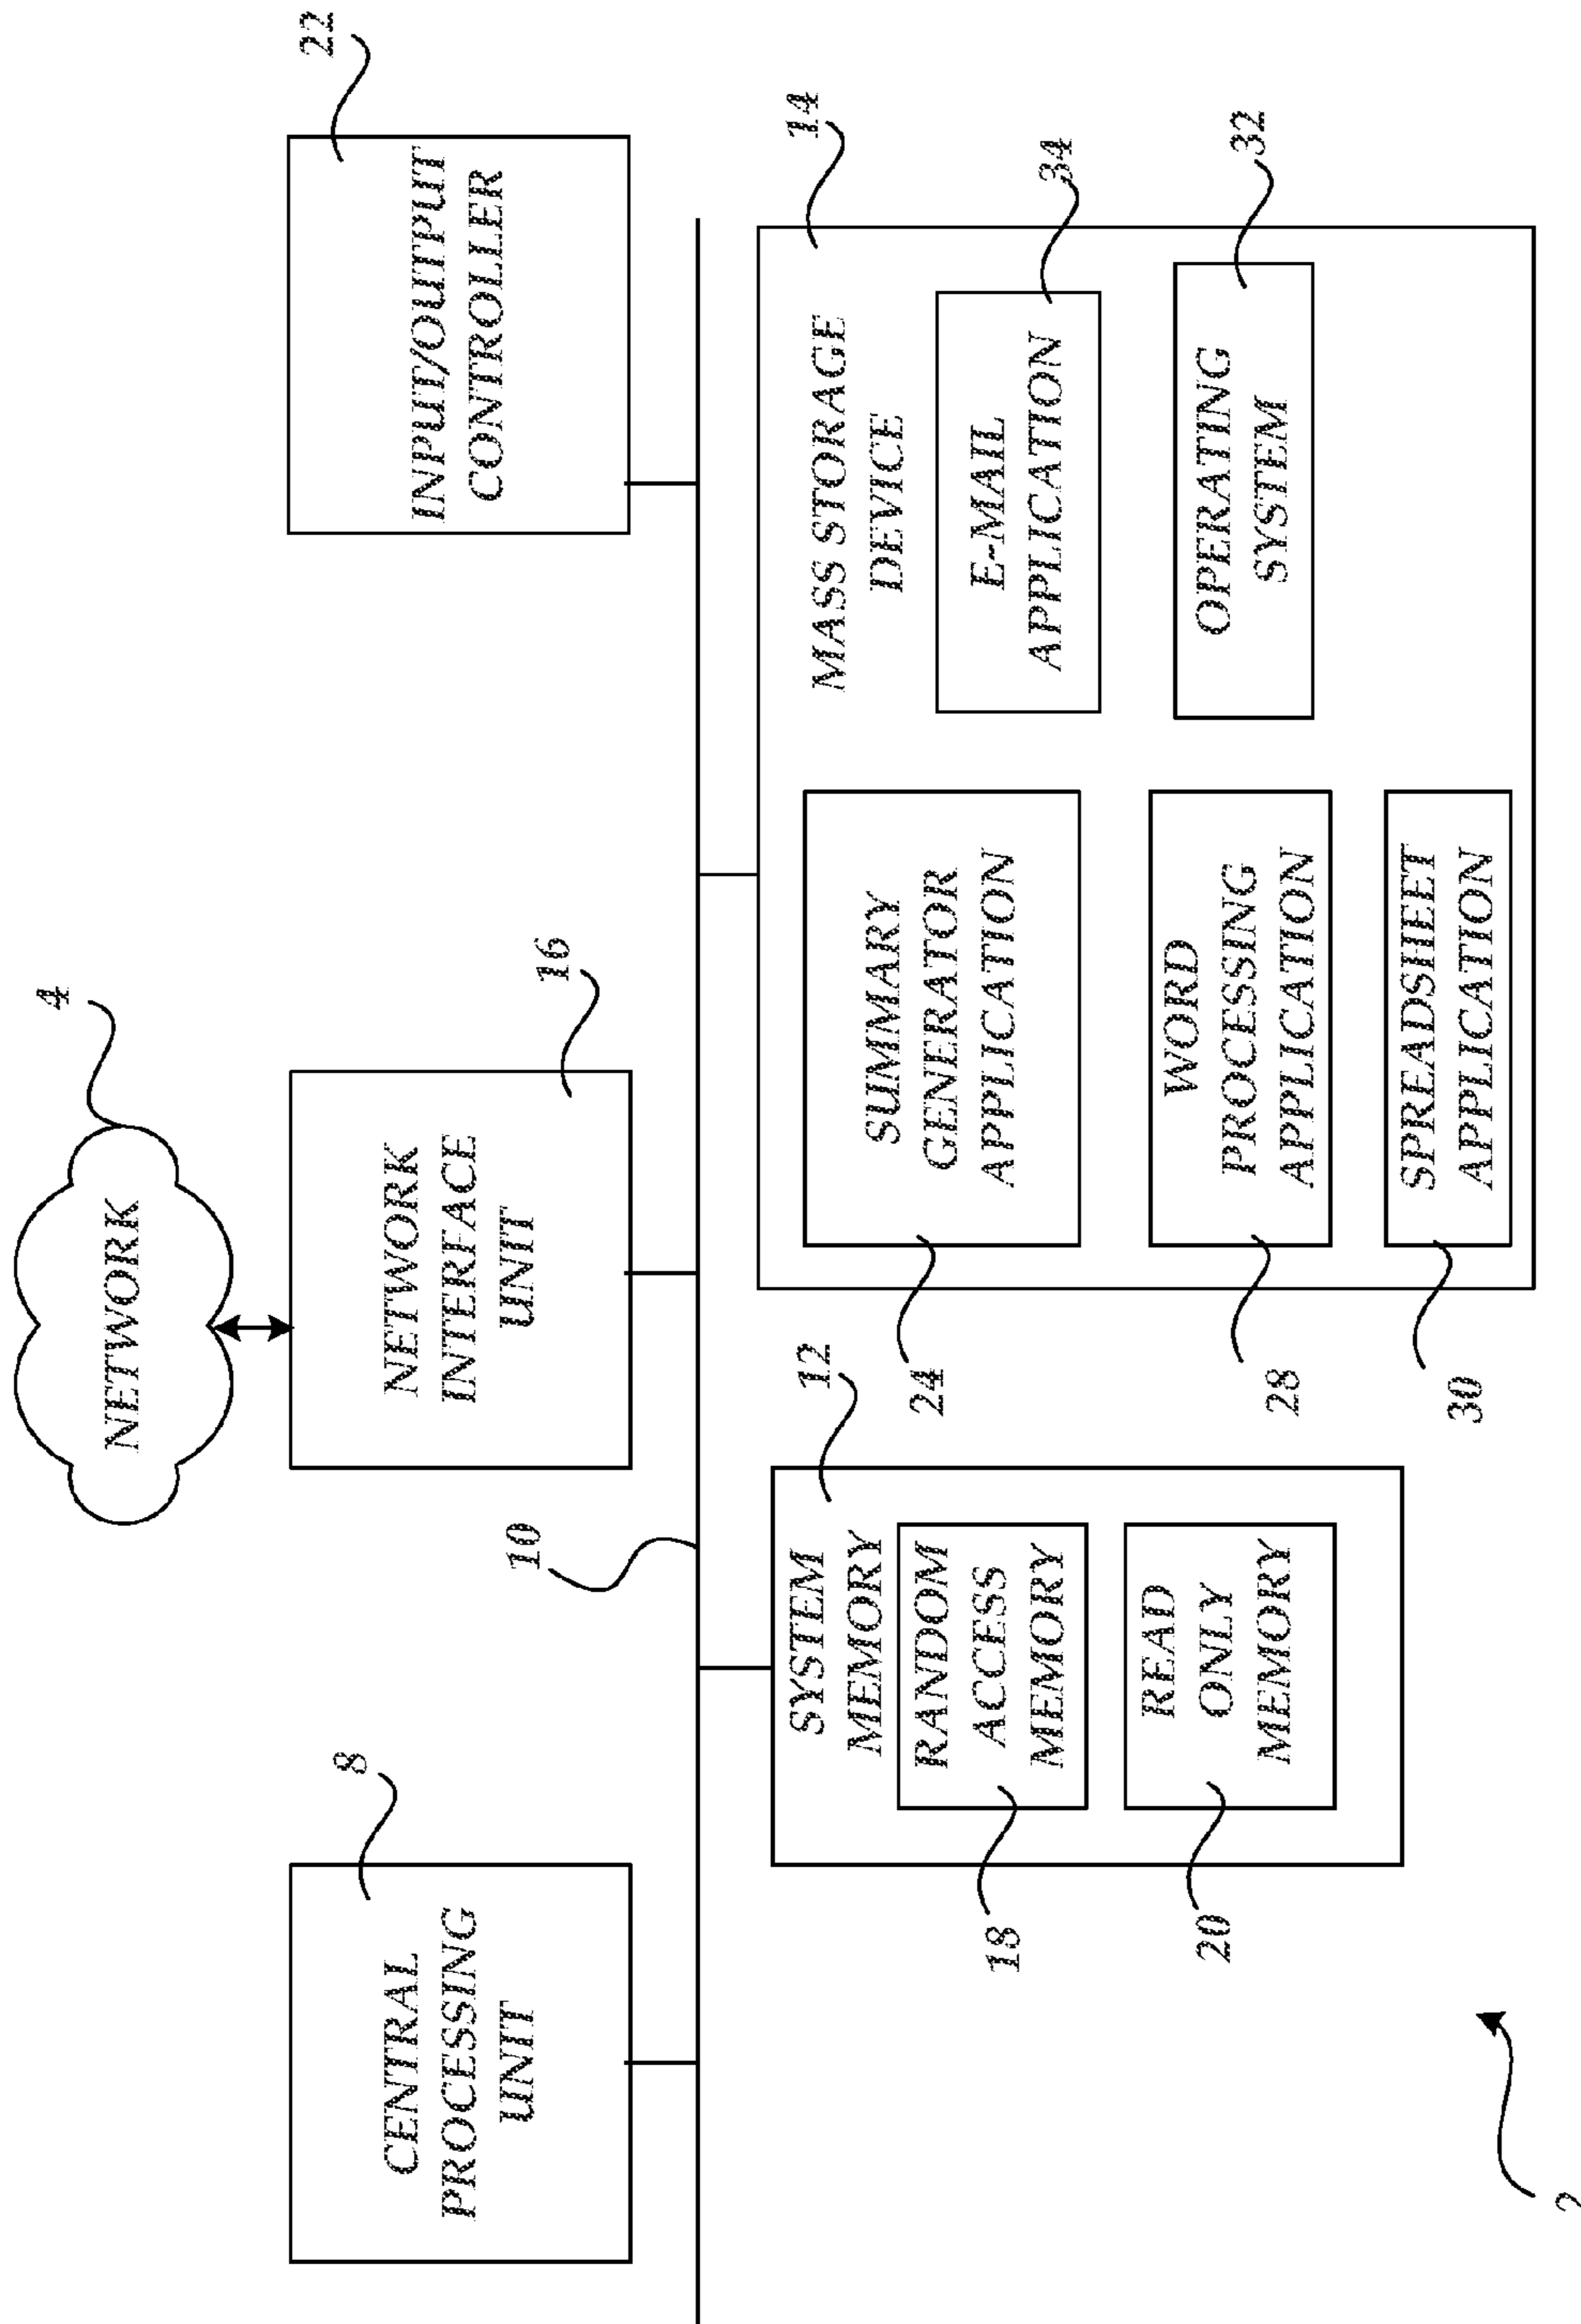 NETWORK
4
CENTRAL
PROCESSING
UNIT
8
NETWORK
INTERFACE
UNIT
16
INPUT/OUTPUT
CONTROLLER
22
10
SYSTEM
MEMORY
12
RANDOM
ACCESS
MEMORY
18
READ
ONLY
MEMORY
20
MASS STORAGE
DEVICE
14
SUMMARY
GENERATOR
APPLICATION
24
E-MAIL
APPLICATION
34
WORD
PROCESSING
APPLICATION
28
OPERATING
SYSTEM
32
SPREADSHEET
APPLICATION
30